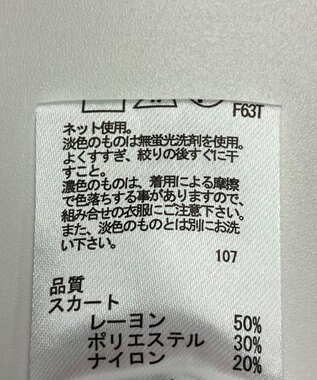 F63T
ネット使用。
淡色のものは無蛍光洗剤を使用。
よくすすぎ、絞りの後すぐに干
すこと。
濃色のものは、着用による摩擦
で色落ちする事がありますので、
組み合せの衣服にご注意下さい。
また、淡色のものとは別にお洗
い下さい。
107
品質
スカート
レーヨン 50%
ポリエステル 30%
ナイロン 20%